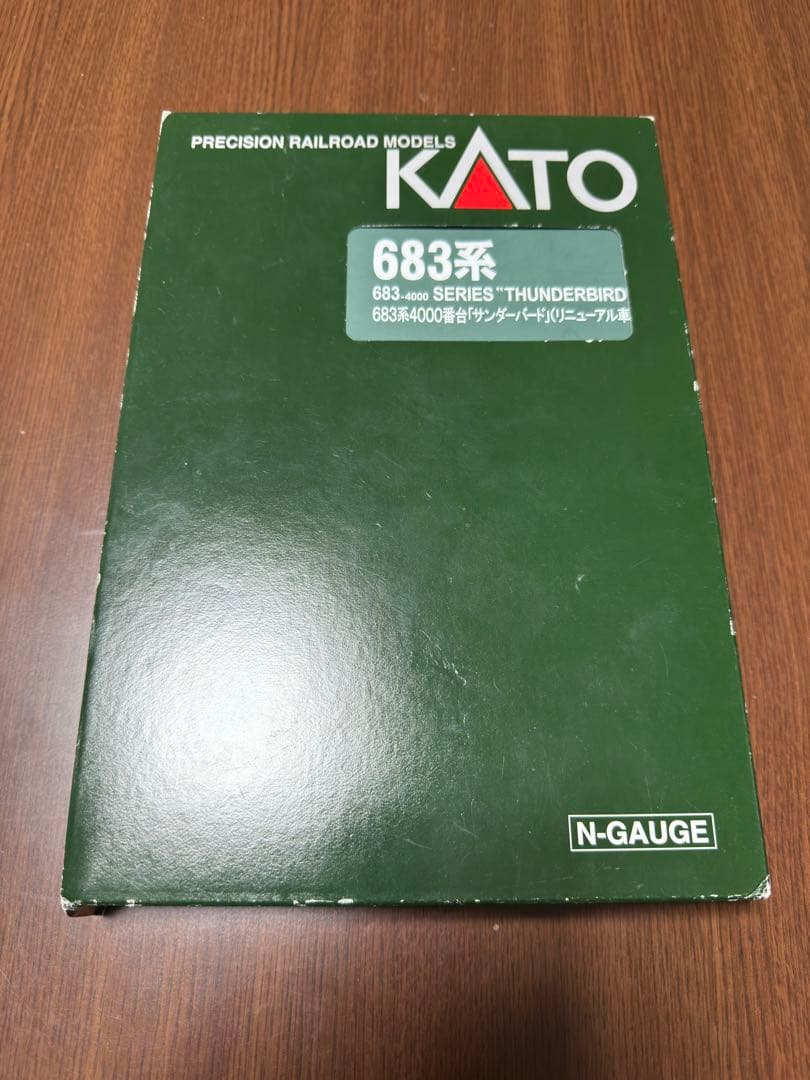 PRECISION RAILROAD MODELS
KATO
683系
683-4000 SERIES "THUNDERBIRD
683系4000番台「サンダーバード」(リニューアル車
N-GAUGE